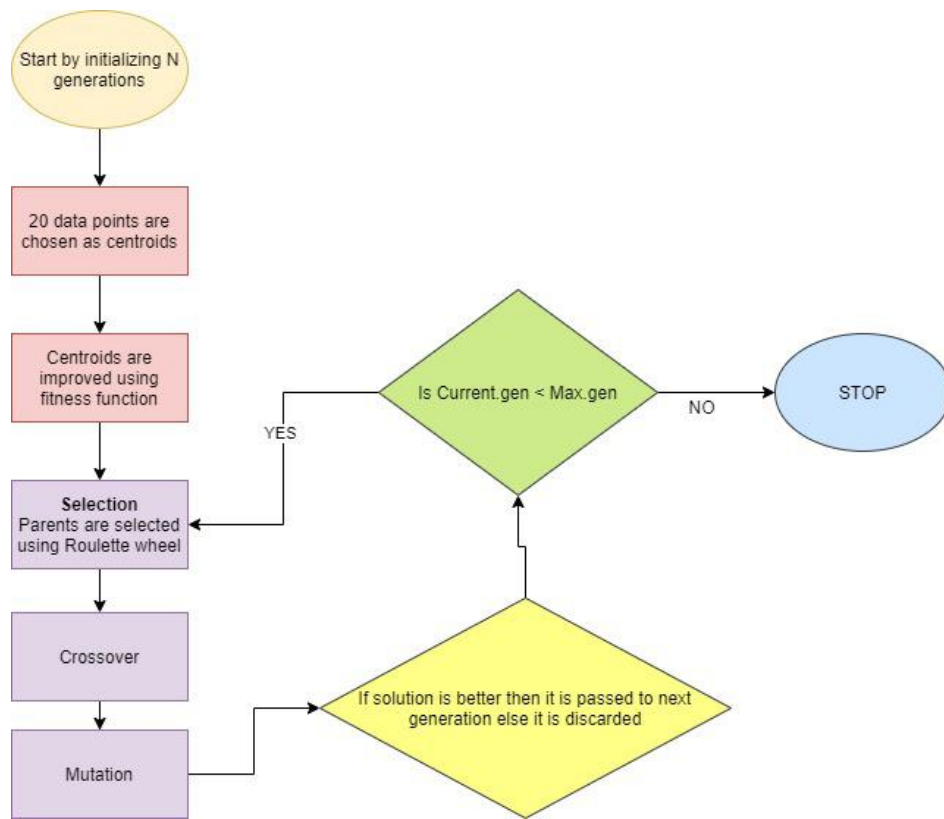 Start by initializing N
generations
20 data points are
chosen as centroids
Centroids are
improved using
fitness function
Selection
Parents are selected
using Roulette wheel
Crossover
Mutation
If solution is better then it is passed to next
generation else it is discarded
Is Current.gen < Max.gen
YES
NO
STOP